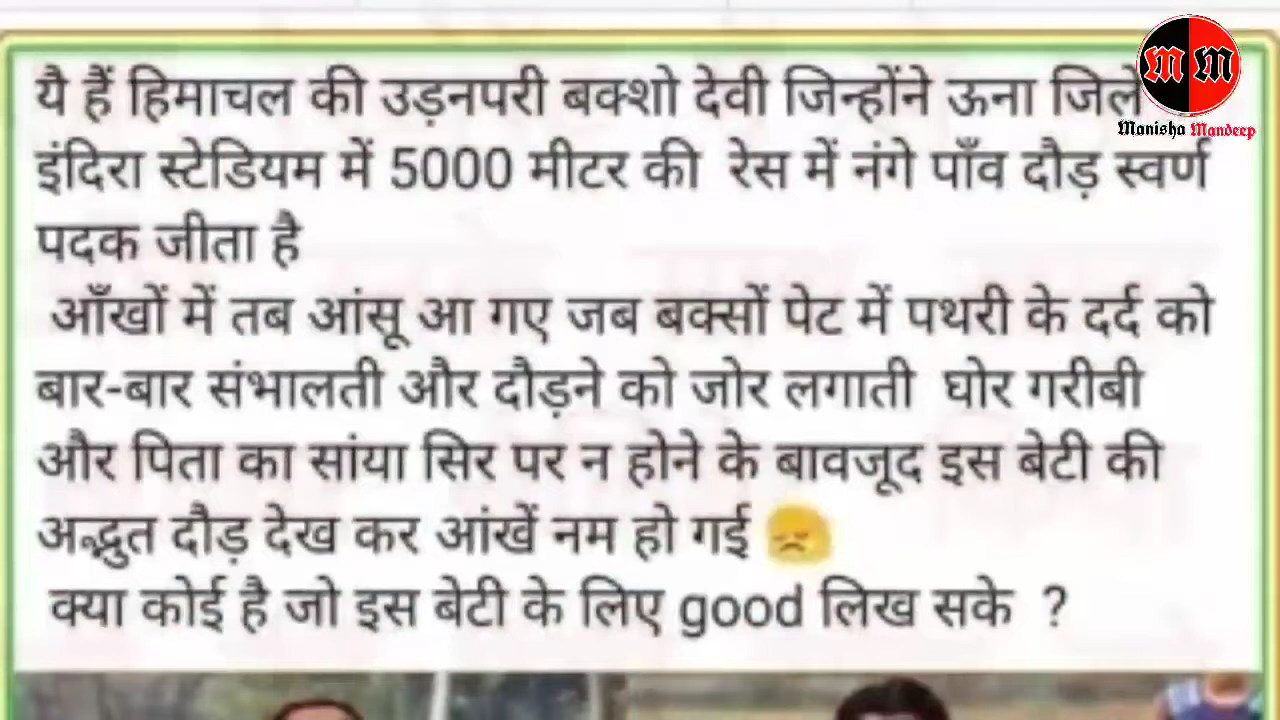 यै हैं हिमाचल की उड़नपरी बक्शो देवी जिन्होंने ऊना जिले
इंदिरा स्टेडियम में 5000 मीटर की रेस में नंगे पाँव दौड़ स्वर्ण
पदक जीता है
आँखों में तब आंसू आ गए जब बक्सों पेट में पथरी के दर्द को
बार-बार संभालती और दौड़ने को जोर लगाती घोर गरीबी
और पिता का सांया सिर पर न होने के बावजूद इस बेटी की
अद्भुत दौड़ देख कर आंखें नम हो गई 😞
क्या कोई है जो इस बेटी के लिए good लिख सके ?
M M
Manisha Mandeep